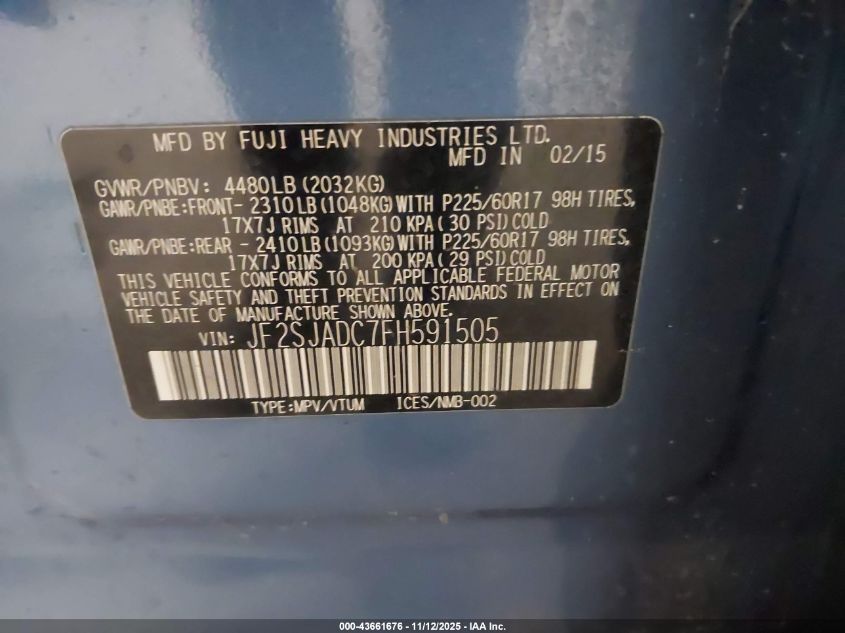 MFD BY FUJI HEAVY INDUSTRIES LTD.
MFD IN 02/15
GVWR/PNBV: 4480LB (2032KG)
GAWR/PNBE:FRONT- 2310LB (1048KG) WITH P225/60R17 98H TIRES,
17X7J RIMS AT 210 KPA ( 30 PSI) COLD
GAWR/PNBE:REAR - 2410LB (1093KG) WITH P225/60R17 98H TIRES,
17X7J RIMS AT 200 KPA ( 29 PSI) COLD
THIS VEHICLE CONFORMS TO ALL APPLICABLE FEDERAL MOTOR
VEHICLE SAFETY AND THEFT PREVENTION STANDARDS IN EFFECT ON
THE DATE OF MANUFACTURE SHOWN ABOVE.
VIN: JF2SJADC7FH591505
TYPE:MPV/VTUM ICES/NMB-002
000-43661676 - 11/12/2025 - IAA Inc.